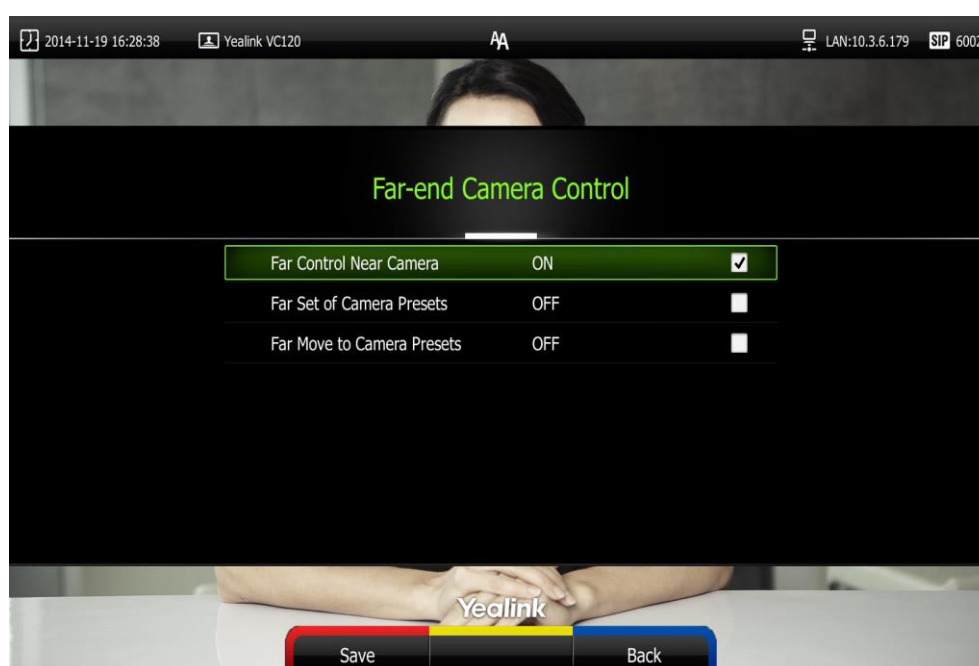 2014-11-19 16:28:38 Yealink VC120 AA LAN:10.3.6.179 SIP 6002
Far-end Camera Control
Far Control Near Camera ON
Far Set of Camera Presets OFF
Far Move to Camera Presets OFF
Yealink
Save Back